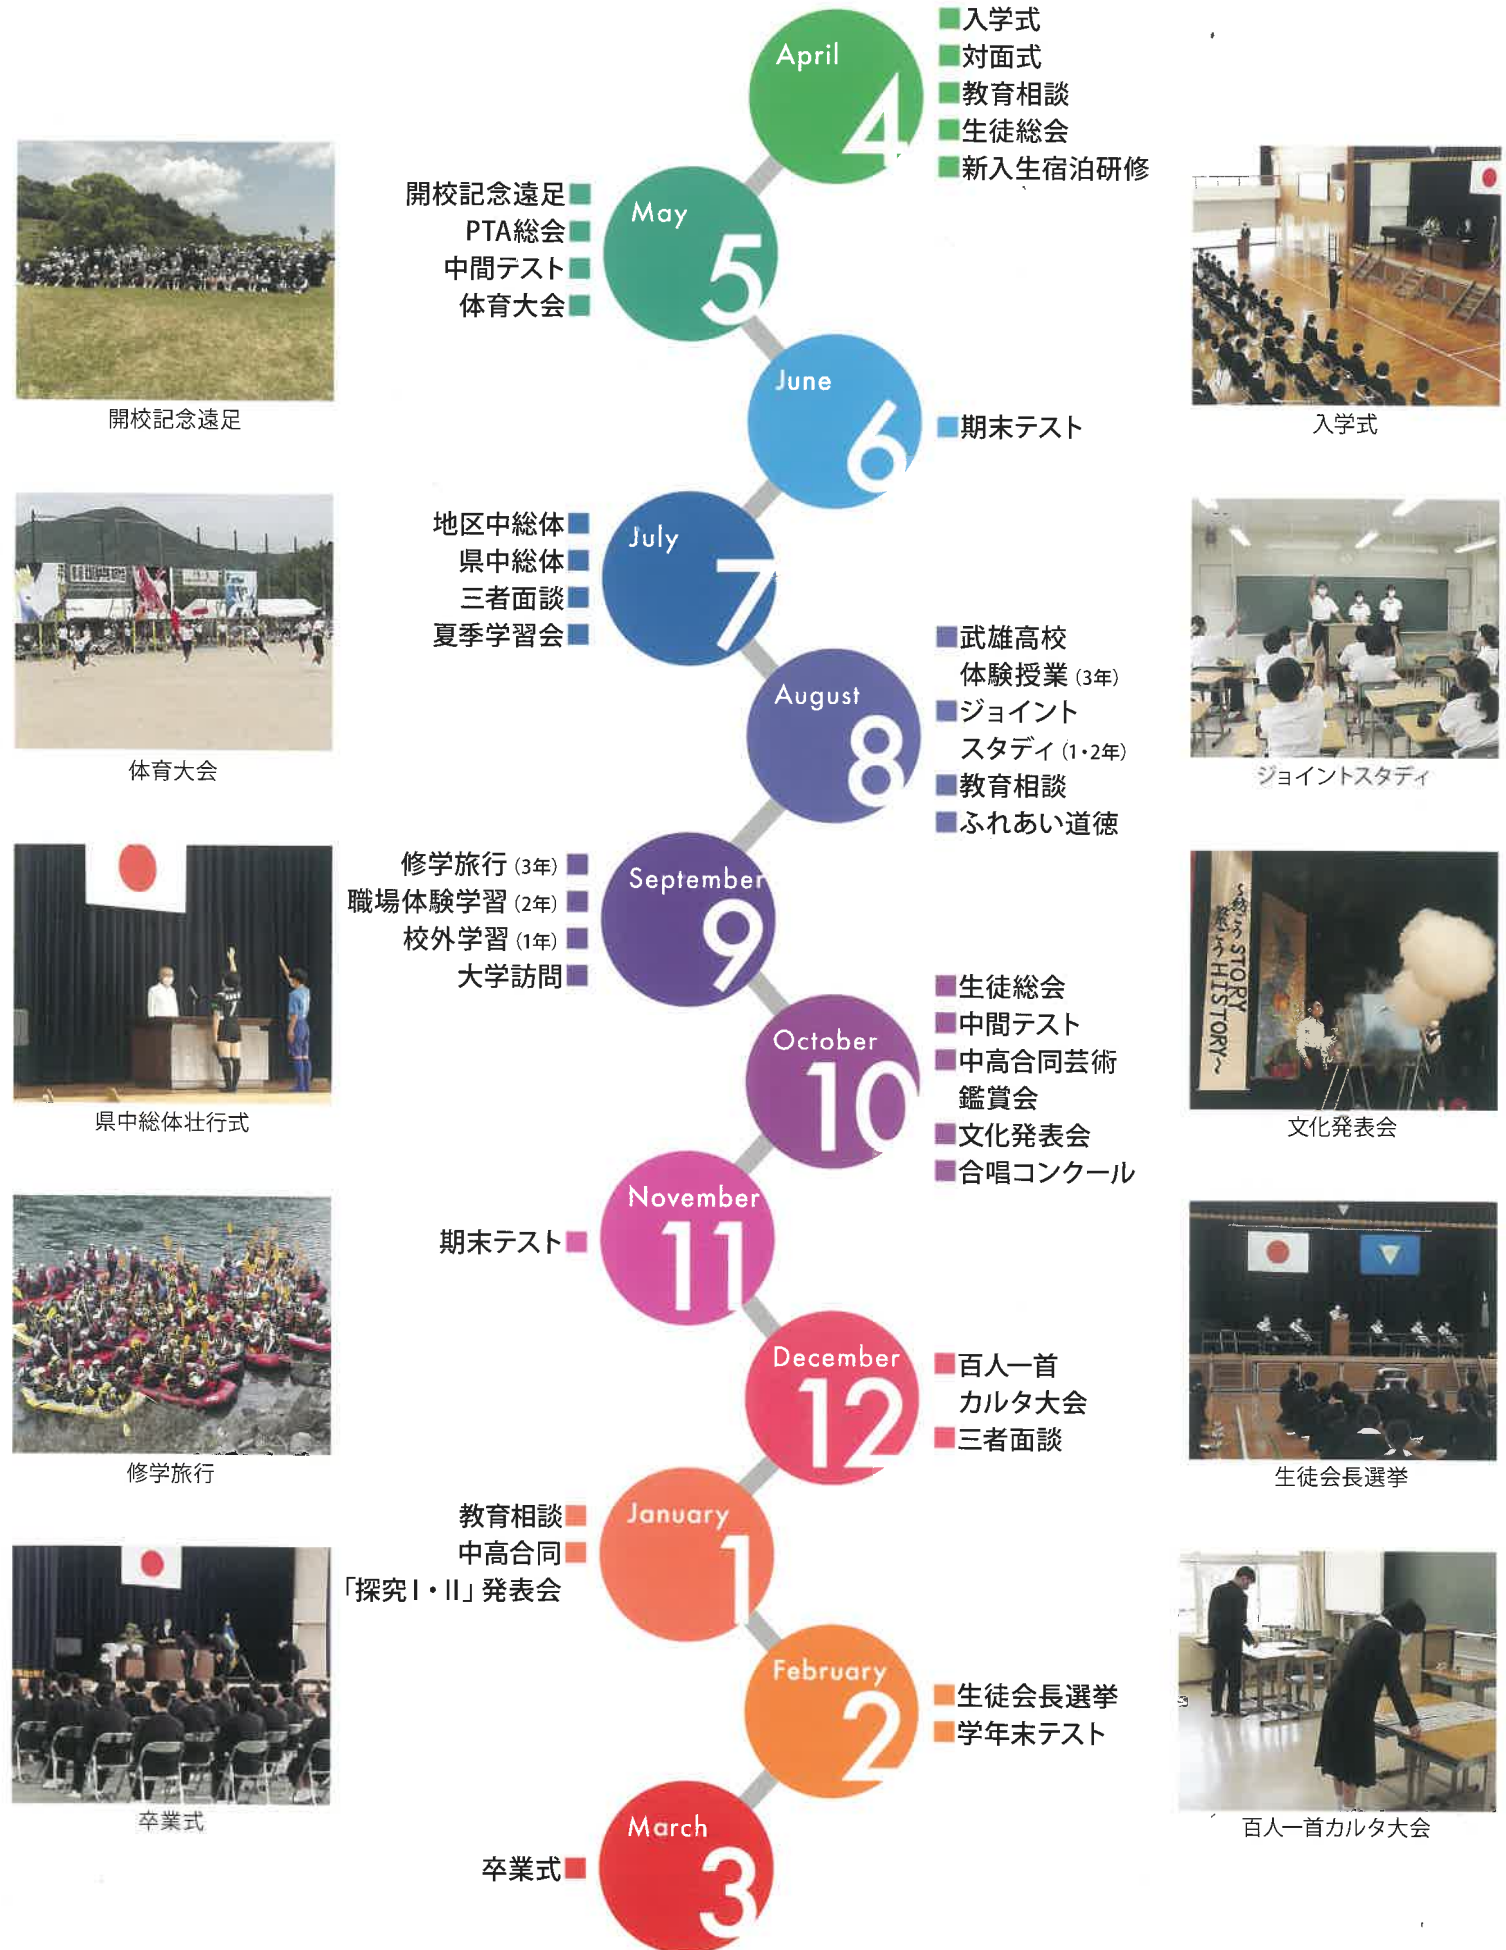 April
4
■入学式
■対面式
■教育相談
■生徒総会
■新入生宿泊研修
May
5
開校記念遠足■
PTA総会■
中間テスト■
体育大会■
June
6
■期末テスト
July
7
地区中総体■
県中総体■
三者面談■
夏季学習会■
August
8
■武雄高校
体験授業(3年)
■ジョイント
スタディ(1・2年)
■教育相談
■ふれあい道徳
September
9
修学旅行(3年)■
職場体験学習(2年)■
校外学習(1年)■
大学訪問■
October
10
■生徒総会
■中間テスト
■中高合同芸術
鑑賞会
■文化発表会
■合唱コンクール
November
11
期末テスト■
December
12
■百人一首
カルタ大会
■三者面談
January
1
教育相談■
中高合同■
「探究Ⅰ・Ⅱ」発表会
February
2
■生徒会長選挙
■学年末テスト
March
3
卒業式■
開校記念遠足
体育大会
県中総体壮行式
修学旅行
卒業式
入学式
ジョイントスタディ
STORY
HISTORY～
文化発表会
生徒会長選挙
百人一首カルタ大会